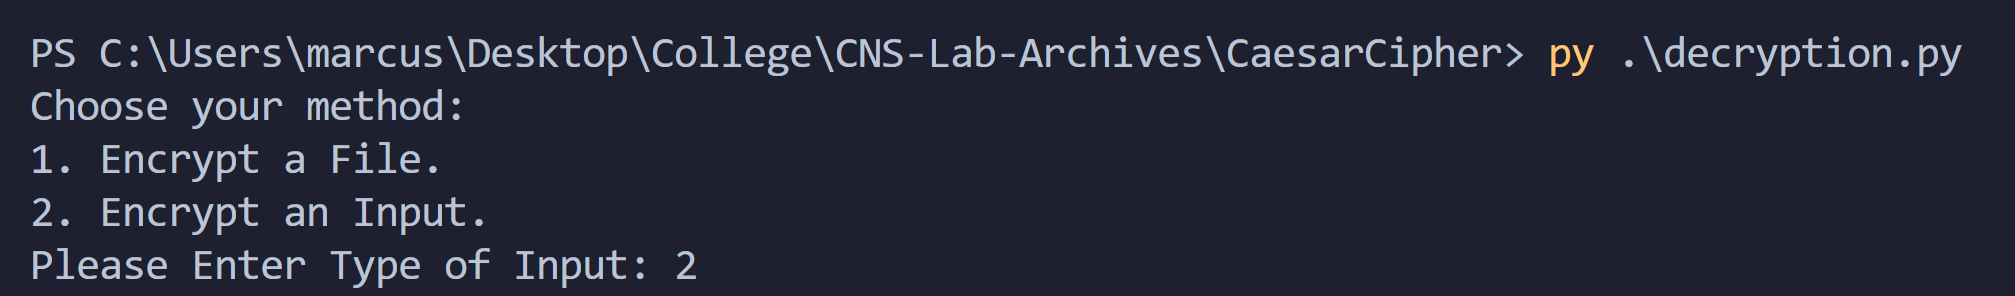 PS C:\Users\marcus\Desktop\College\CNS-Lab-Archives\CaesarCipher> py .\decryption.py
Choose your method:
1. Encrypt a File.
2. Encrypt an Input.
Please Enter Type of Input: 2